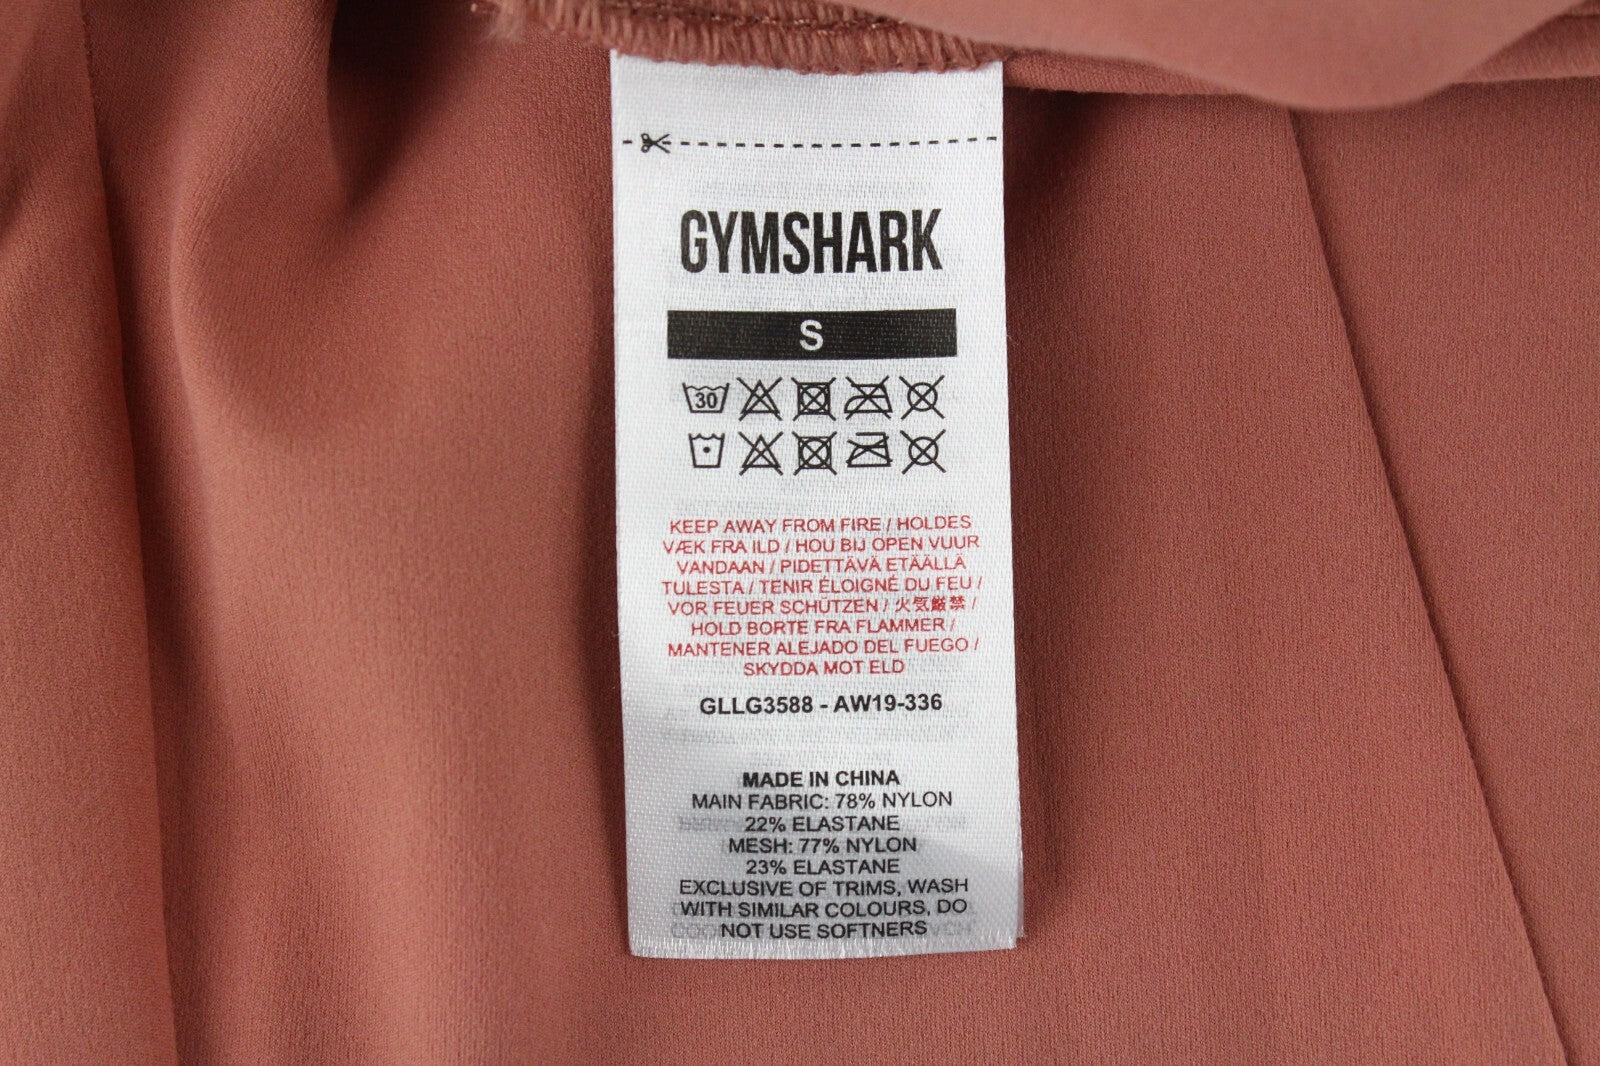 GYMSHARK
S
30
KEEP AWAY FROM FIRE / HOLDES
VÆK FRA ILD / HOU BIJ OPEN VUUR
VANDAAN / PIDETTÄVÄ ETÄÄLLÄ
TULESTA / TENIR ÉLOIGNÉ DU FEU /
VOR FEUER SCHÜTZEN / 火気厳禁 /
HOLD BORTE FRA FLAMMER /
MANTENER ALEJADO DEL FUEGO /
SKYDDA MOT ELD
GLLG3588 - AW19-336
MADE IN CHINA
MAIN FABRIC: 78% NYLON
22% ELASTANE
MESH: 77% NYLON
23% ELASTANE
EXCLUSIVE OF TRIMS, WASH
WITH SIMILAR COLOURS, DO
NOT USE SOFTNERS